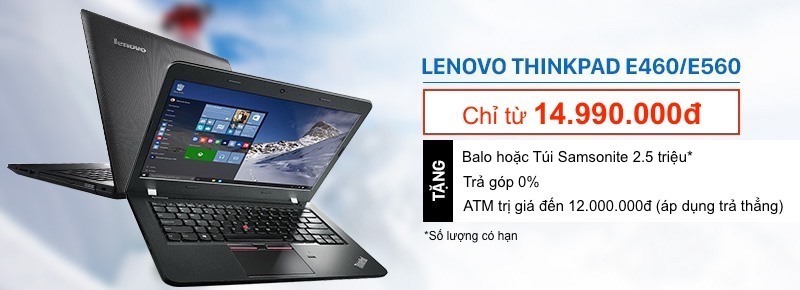 lenovo
LENOVO THINKPAD E460/E560
Chỉ từ 14.990.000đ
TẶNG
Balo hoặc Túi Samsonite 2.5 triệu*
Trả góp 0%
ATM trị giá đến 12.000.000đ (áp dụng trả thẳng)
*Số lượng có hạn
ThinkPad